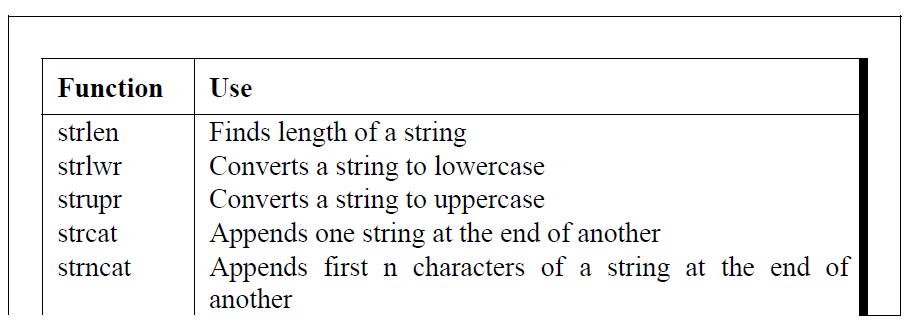 Function Use
strlen Finds length of a string
strlwr Converts a string to lowercase
strupr Converts a string to uppercase
strcat Appends one string at the end of another
strncat Appends first n characters of a string at the end of
another